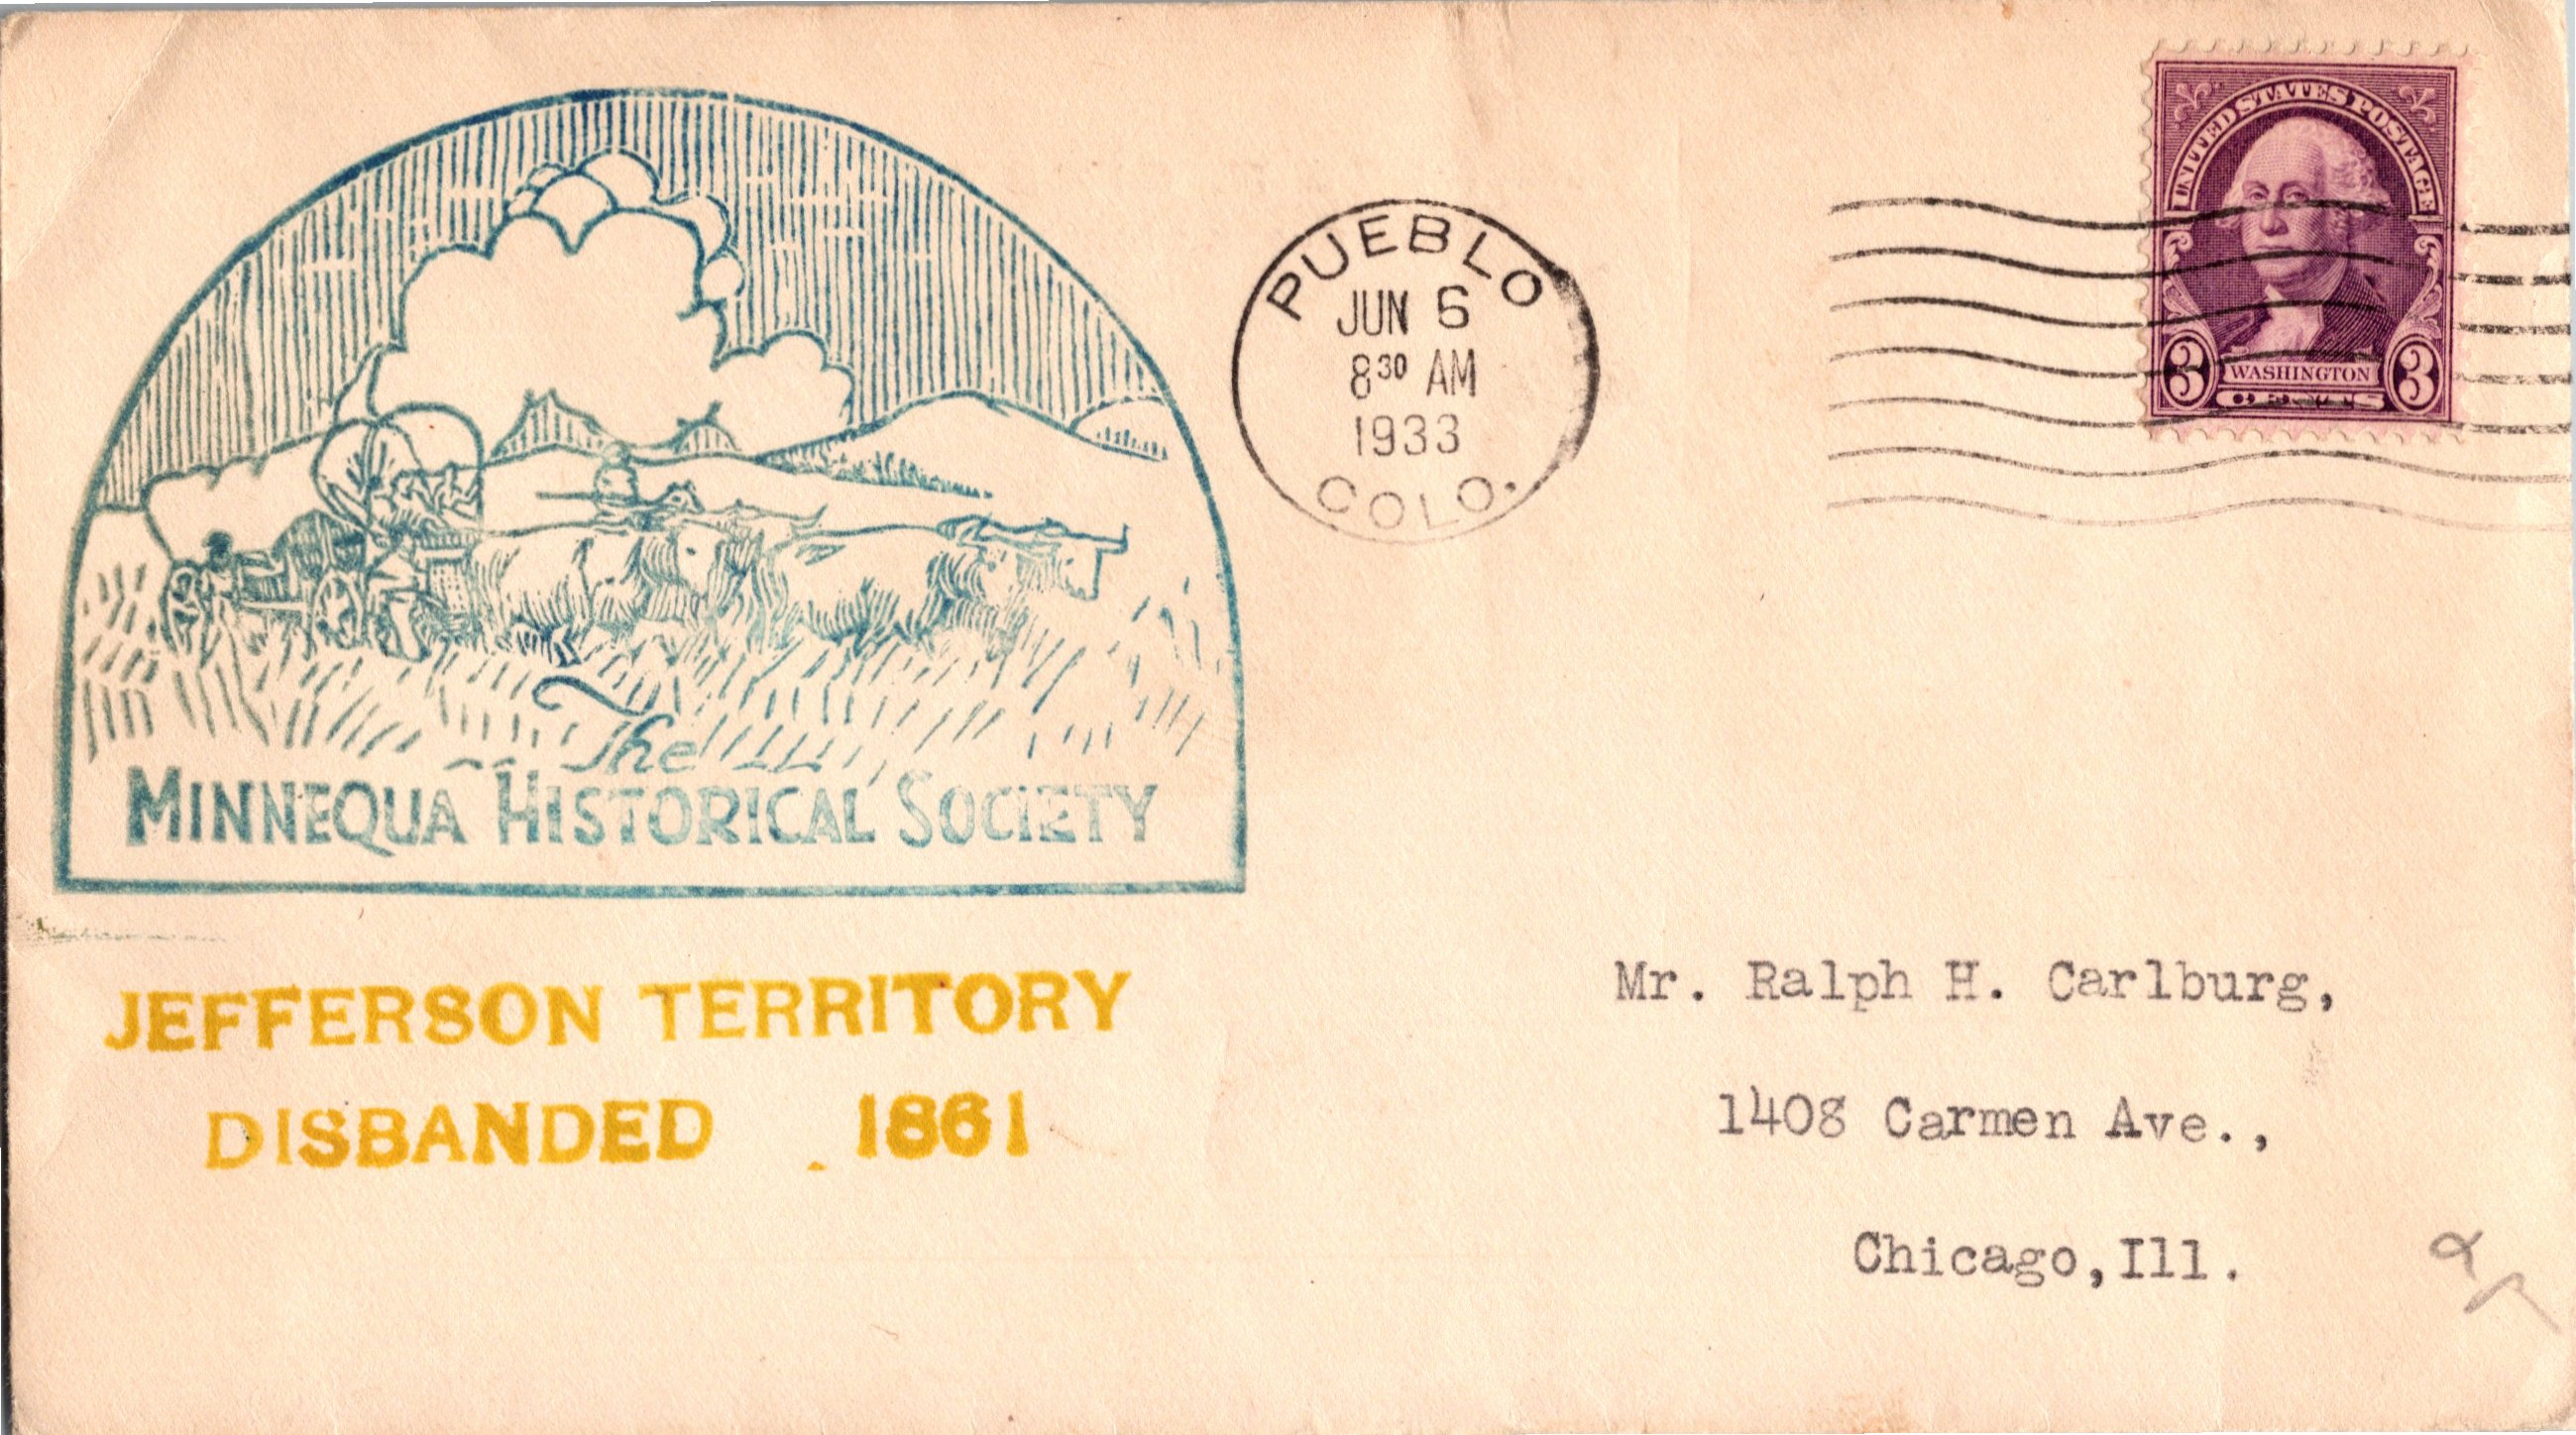 The
MINNEQUA HISTORICAL SOCIETY
JEFFERSON TERRITORY
DISBANDED 1861
PUEBLO
JUN 6
8 30 AM
1933
COLO.
UNITED STATES POSTAGE
3 WASHINGTON 3
CENTS
Mr. Ralph H. Carlburg,
1408 Carmen Ave.,
Chicago, Ill.